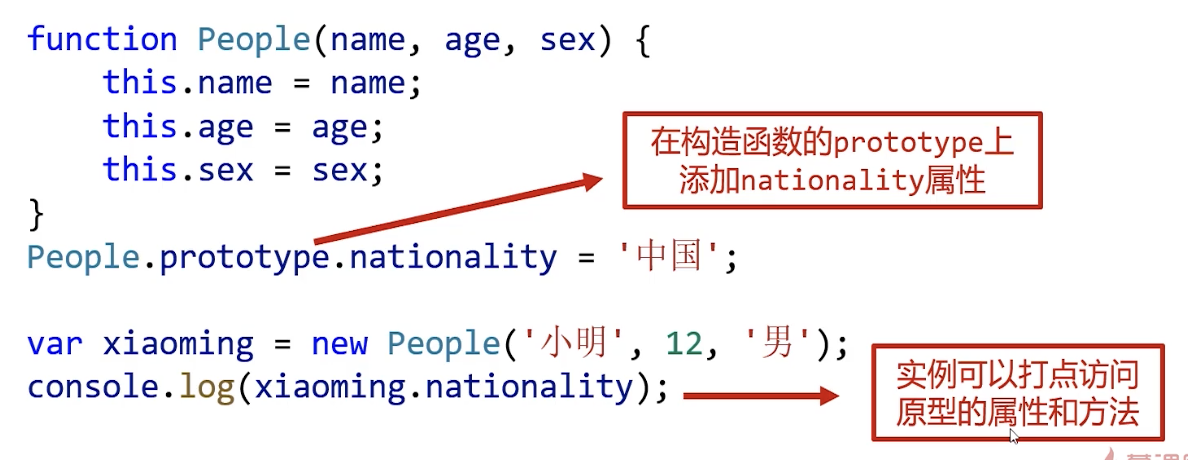 function People(name, age, sex) {
    this.name = name;
    this.age = age;
    this.sex = sex;
}
People.prototype.nationality = '中国';
在构造函数的prototype上
添加nationality属性
var xiaoming = new People('小明', 12, '男');
console.log(xiaoming.nationality);
实例可以打点访问
原型的属性和方法